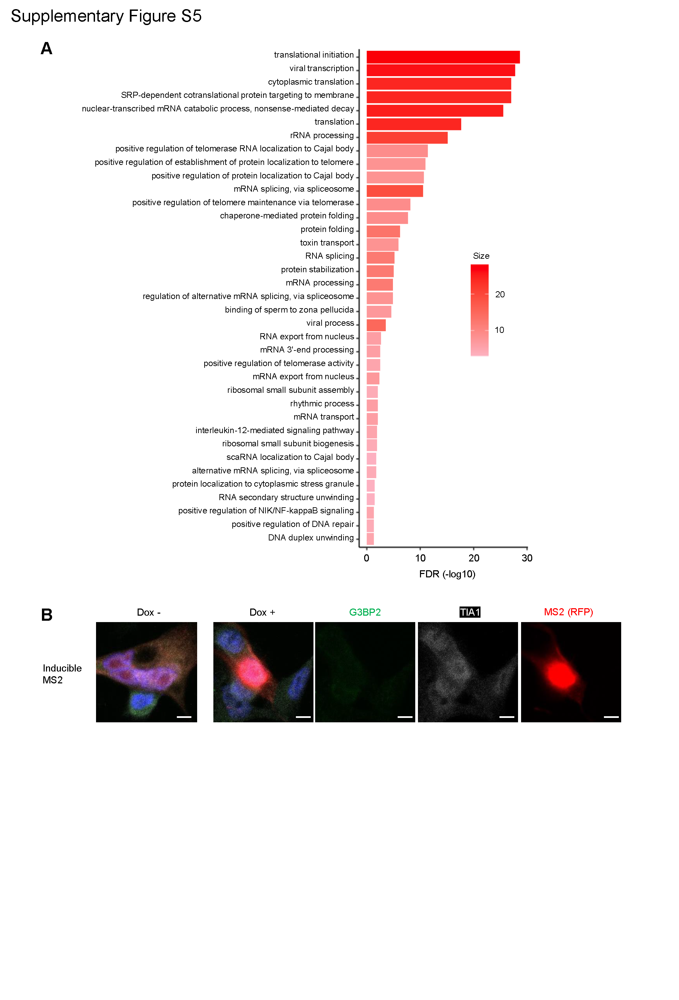 Supplementary Figure S5
A
translational initiation
viral transcription
cytoplasmic translation
SRP-dependent cotranslational protein targeting to membrane
nuclear-transcribed mRNA catabolic process, nonsense-mediated decay
translation
rRNA processing
positive regulation of telomerase RNA localization to Cajal body
positive regulation of establishment of protein localization to telomere
positive regulation of protein localization to Cajal body
mRNA splicing, via spliceosome
positive regulation of telomere maintenance via telomerase
chaperone-mediated protein folding
protein folding
toxin transport
RNA splicing
protein stabilization
mRNA processing
regulation of alternative mRNA splicing, via spliceosome
binding of sperm to zona pellucida
viral process
RNA export from nucleus
mRNA 3'-end processing
positive regulation of telomerase activity
mRNA export from nucleus
ribosomal small subunit assembly
rhythmic process
mRNA transport
interleukin-12-mediated signaling pathway
ribosomal small subunit biogenesis
scaRNA localization to Cajal body
alternative mRNA splicing, via spliceosome
protein localization to cytoplasmic stress granule
RNA secondary structure unwinding
positive regulation of NIK/NF-kappaB signaling
positive regulation of DNA repair
DNA duplex unwinding
Size
20
10
0 10 20 30
FDR (-log10)
B
Dox - Dox + G3BP2 TIA1 MS2 (RFP)
Inducible
MS2